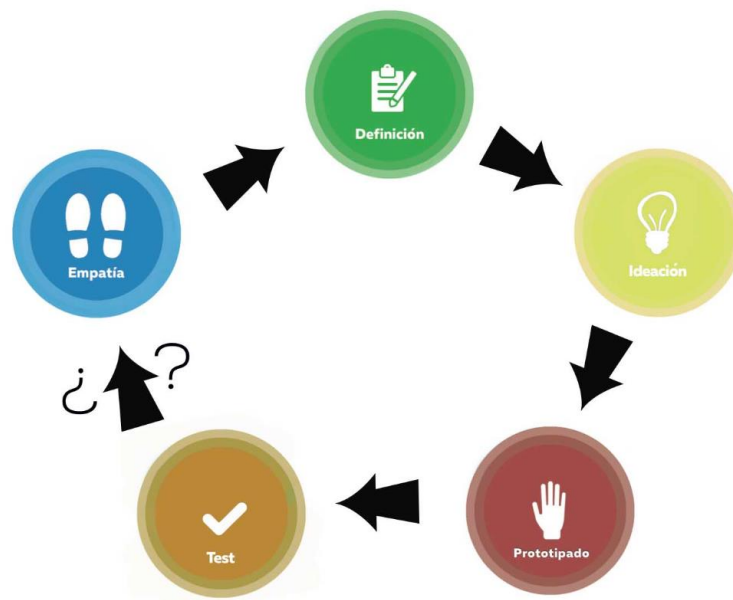 Definición
Empatía
Ideación
¿ ?
Test
Prototipado